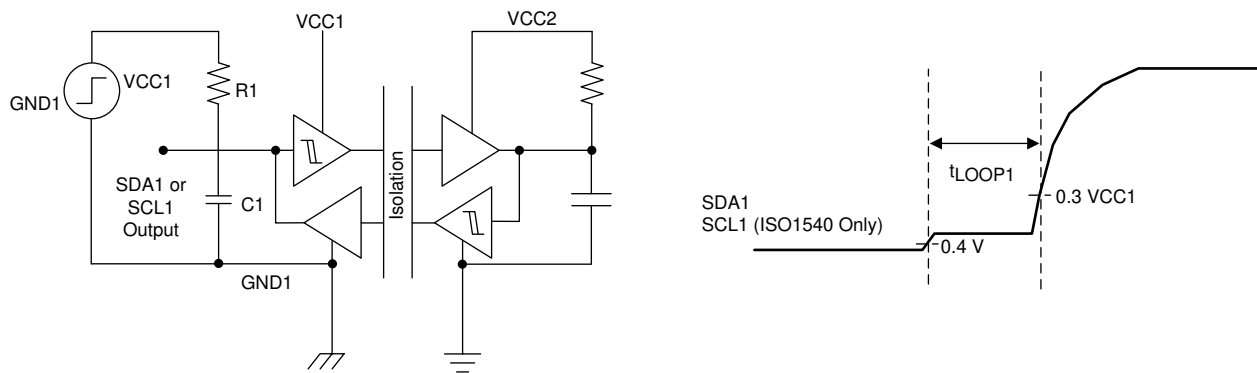 VCC1
VCC2
VCC1
GND1
R1
SDA1 or
SCL1
Output
C1
Isolation
GND1
tLOOP1
SDA1
SCL1 (ISO1540 Only)
0.3 VCC1
0.4 V